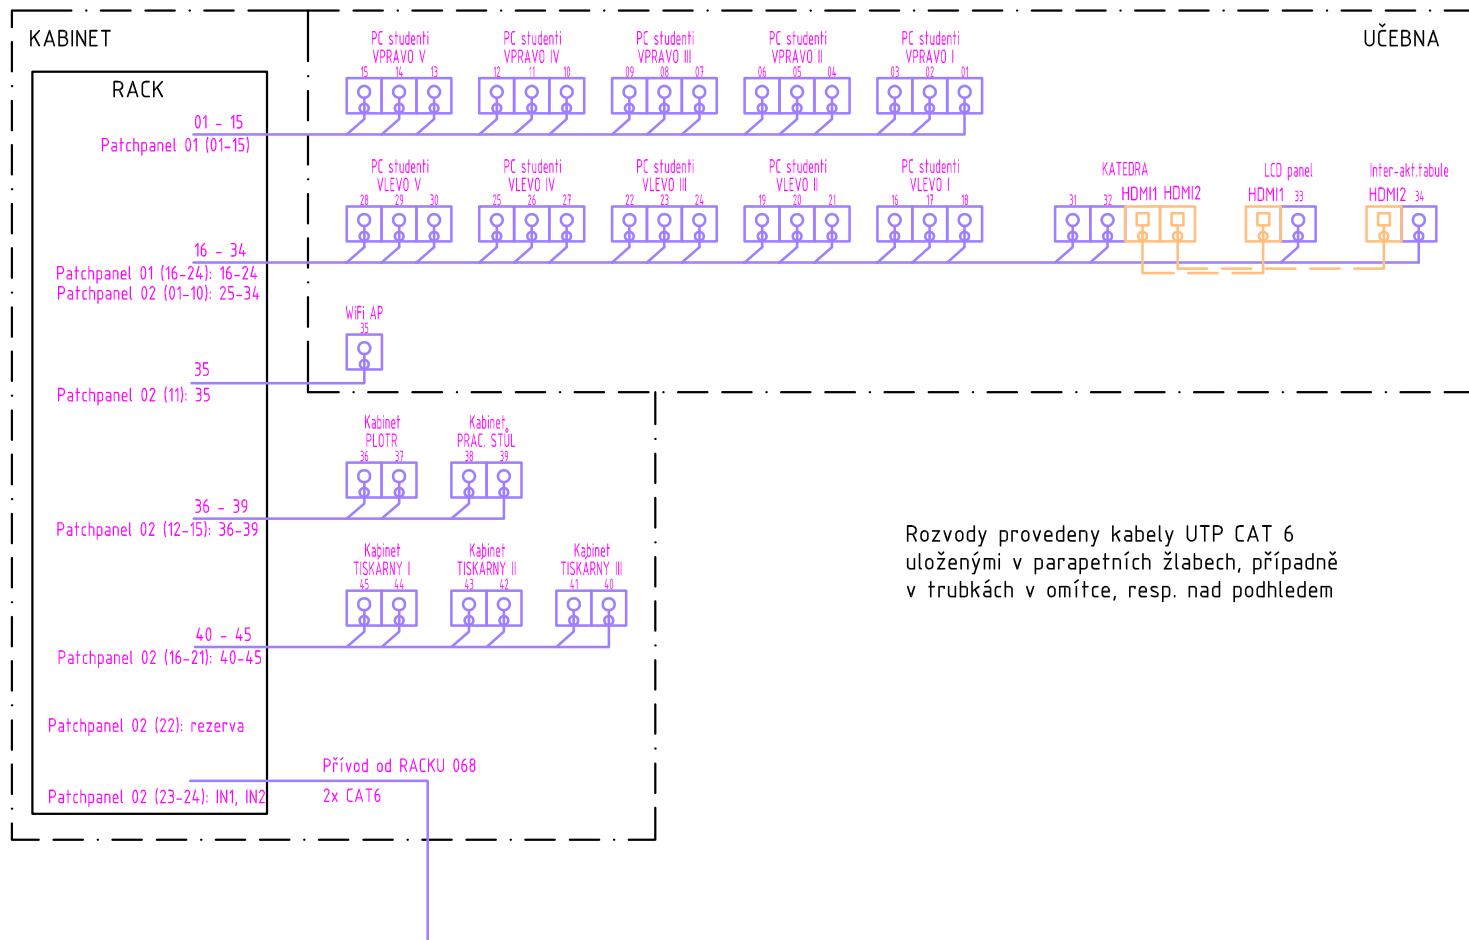 KABINET
UČEBNA
RACK
PC studenti
VPRAVO V
15 14 13
PC studenti
VPRAVO IV
12 11 10
PC studenti
VPRAVO III
09 08 07
PC studenti
VPRAVO II
06 05 04
PC studenti
VPRAVO I
03 02 01
01 - 15
Patchpanel 01 (01-15)
PC studenti
VLEVO V
28 29 30
PC studenti
VLEVO IV
25 26 27
PC studenti
VLEVO III
22 23 24
PC studenti
VLEVO II
19 20 21
PC studenti
VLEVO I
16 17 18
KATEDRA
31 32 HDMI1 HDMI2
LCD panel
HDMI1 33
Inter-akt.tabule
HDMI2 34
16 - 34
Patchpanel 01 (16-24): 16-24
Patchpanel 02 (01-10): 25-34
WiFi AP
35
35
Patchpanel 02 (11): 35
Kabinet
PLOTR
36 37
Kabinet
PRAC. STŮL
38 39
36 - 39
Patchpanel 02 (12-15): 36-39
Kabinet
TISKÁRNY I
45 44
Kabinet
TISKÁRNY II
43 42
Kabinet
TISKÁRNY III
41 40
40 - 45
Patchpanel 02 (16-21): 40-45
Rozvody provedeny kabely UTP CAT 6
uloženými v parapetních žlabech, případně
v trubkách v omítce, resp. nad podhledem
Patchpanel 02 (22): rezerva
Přívod od RACKU 068
2x CAT6
Patchpanel 02 (23-24): IN1, IN2